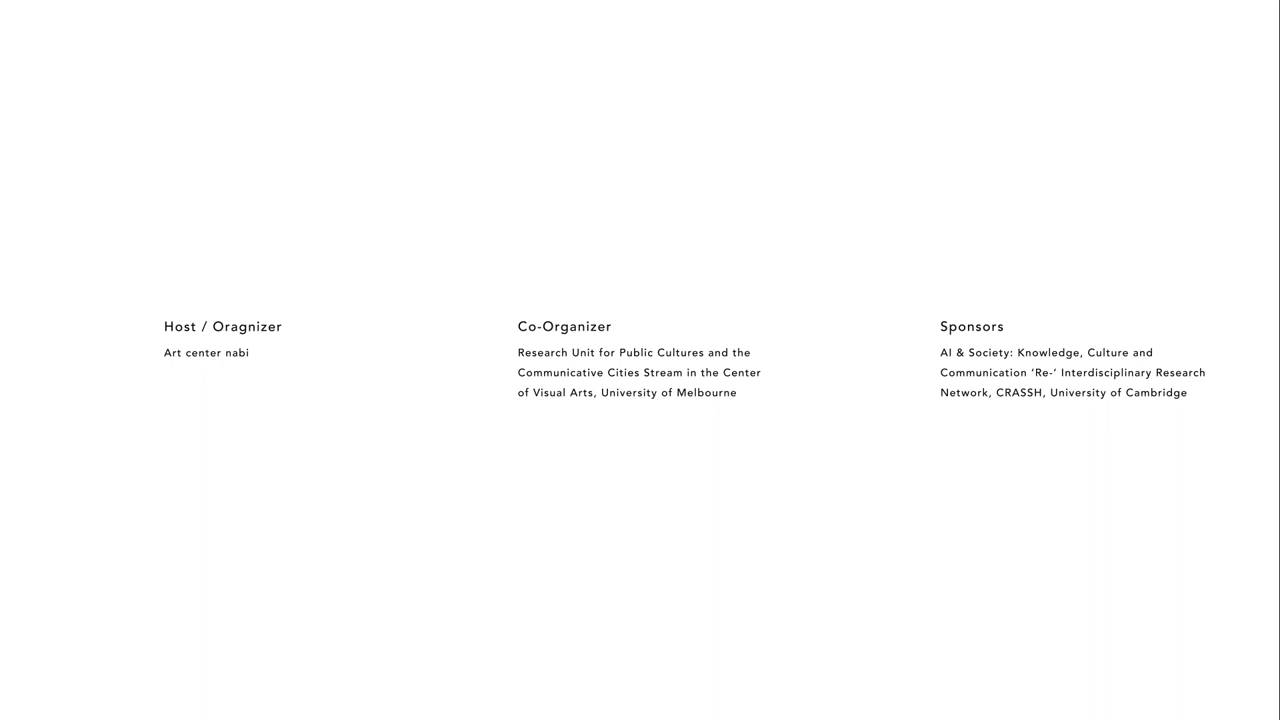 Host / Oragnizer
Art center nabi
Co-Organizer
Research Unit for Public Cultures and the
Communicative Cities Stream in the Center
of Visual Arts, University of Melbourne
Sponsors
AI & Society: Knowledge, Culture and
Communication ‘Re-’ Interdisciplinary Research
Network, CRASSH, University of Cambridge